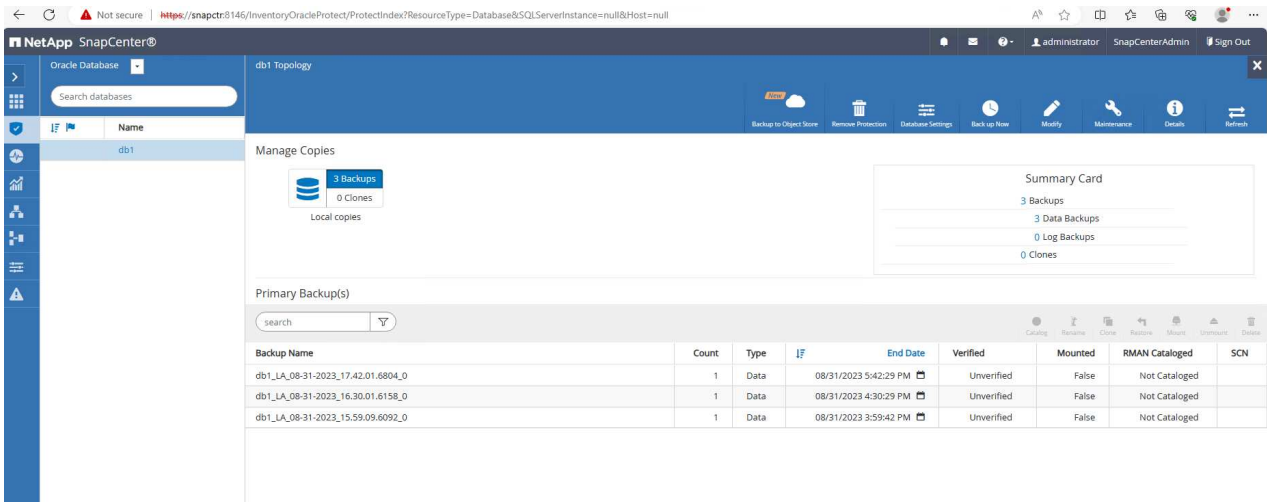 Not secure | https://snapctr:8146/InventoryOracleProtect/ProtectIndex?ResourceType=Database&SQLServerInstance=null&Host=null
NetApp SnapCenter®
administrator SnapCenterAdmin Sign Out
Oracle Database
db1 Topology
Search databases
New
Backup to Object Store Remove Protection Database Settings Back up Now Modify Maintenance Details Refresh
Name
db1
Manage Copies
3 Backups
0 Clones
Local copies
Summary Card
3 Backups
3 Data Backups
0 Log Backups
0 Clones
Primary Backup(s)
search
Catalog Rename Clone Restore Mount Unmount Delete
Backup Name Count Type End Date Verified Mounted RMAN Cataloged SCN
db1_LA_08-31-2023_17.42.01.6804_0 1 Data 08/31/2023 5:42:29 PM Unverified False Not Cataloged
db1_LA_08-31-2023_16.30.01.6158_0 1 Data 08/31/2023 4:30:29 PM Unverified False Not Cataloged
db1_LA_08-31-2023_15.59.09.6092_0 1 Data 08/31/2023 3:59:42 PM Unverified False Not Cataloged